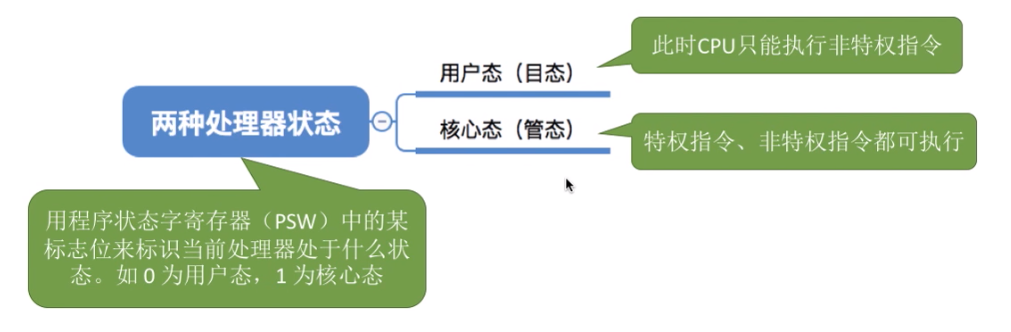 此时CPU只能执行非特权指令
用户态（目态）
两种处理器状态
核心态（管态）
特权指令、非特权指令都可执行
用程序状态字寄存器（PSW）中的某
标志位来标识当前处理器处于什么状
态。如 0 为用户态，1 为核心态